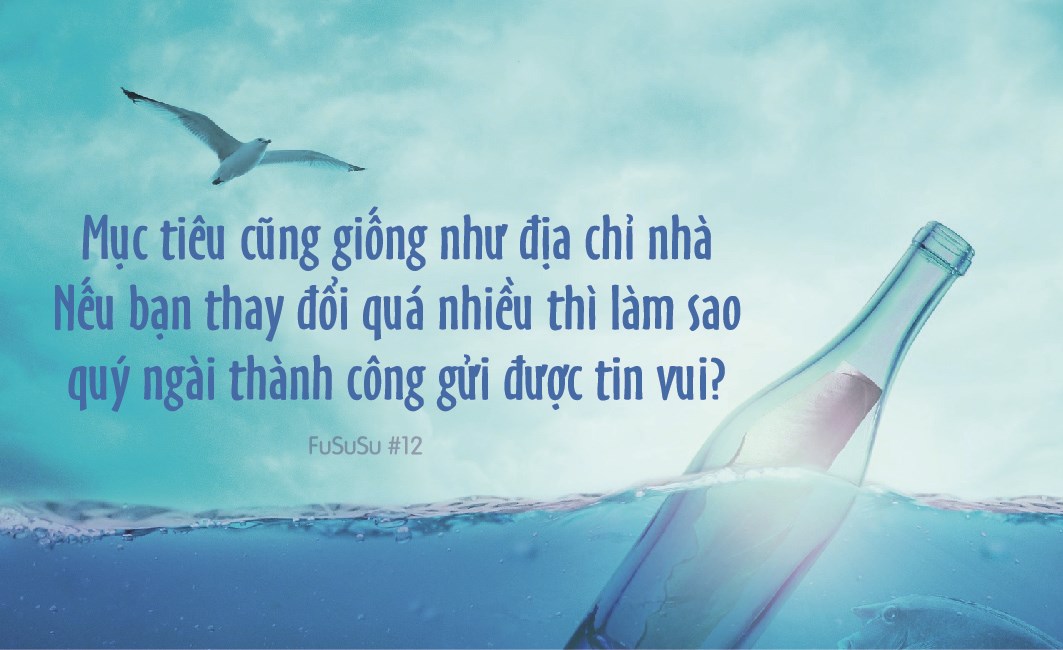 Mục tiêu cũng giống như địa chỉ nhà
Nếu bạn thay đổi quá nhiều thì làm sao
quý ngài thành công gửi được tin vui?
FuSuSu #12